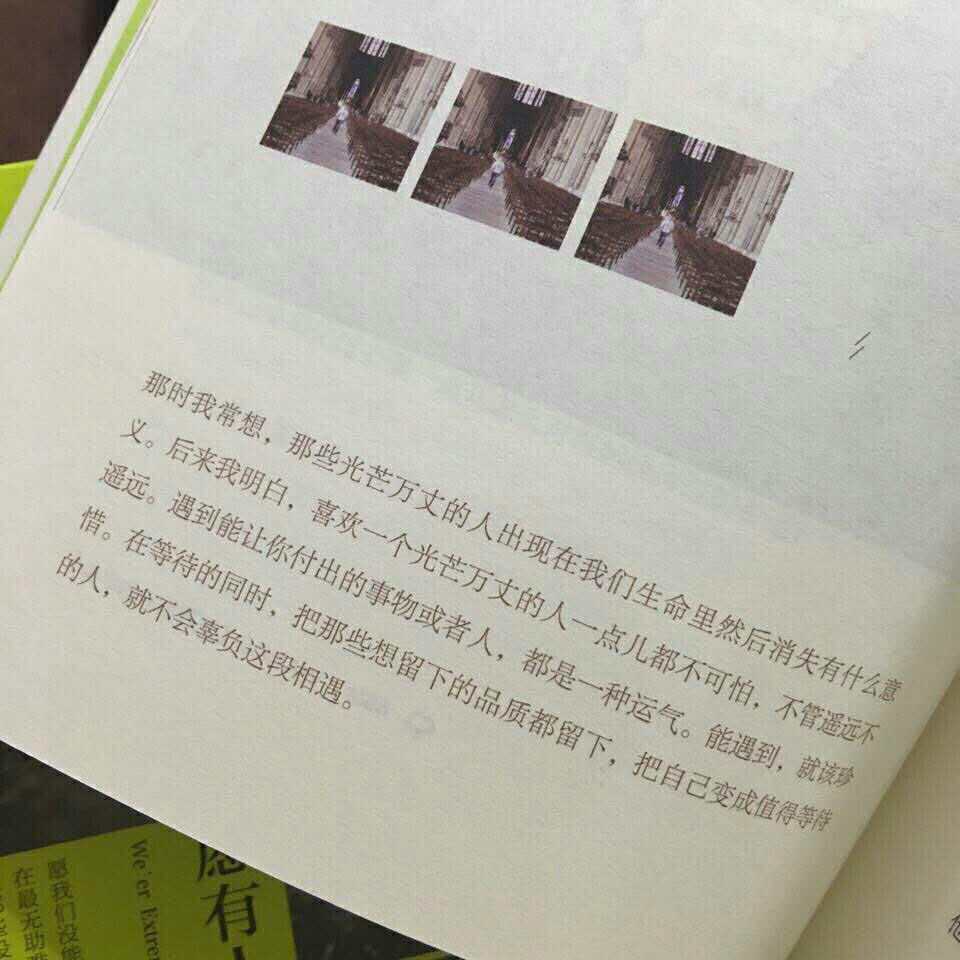 那时我常想，那些光芒万丈的人出现在我们生命里然后消失有什么意
义。后来我明白，喜欢一个光芒万丈的人一点儿都不可怕，不管遥远不
遥远。遇到能让你付出的事物或者人，都是一种运气。能遇到，就该珍
惜。在等待的同时，把那些想留下的品质都留下，把自己变成值得等待
的人，就不会辜负这段相遇。
愿有
We'er
愿我们没能
在最无助